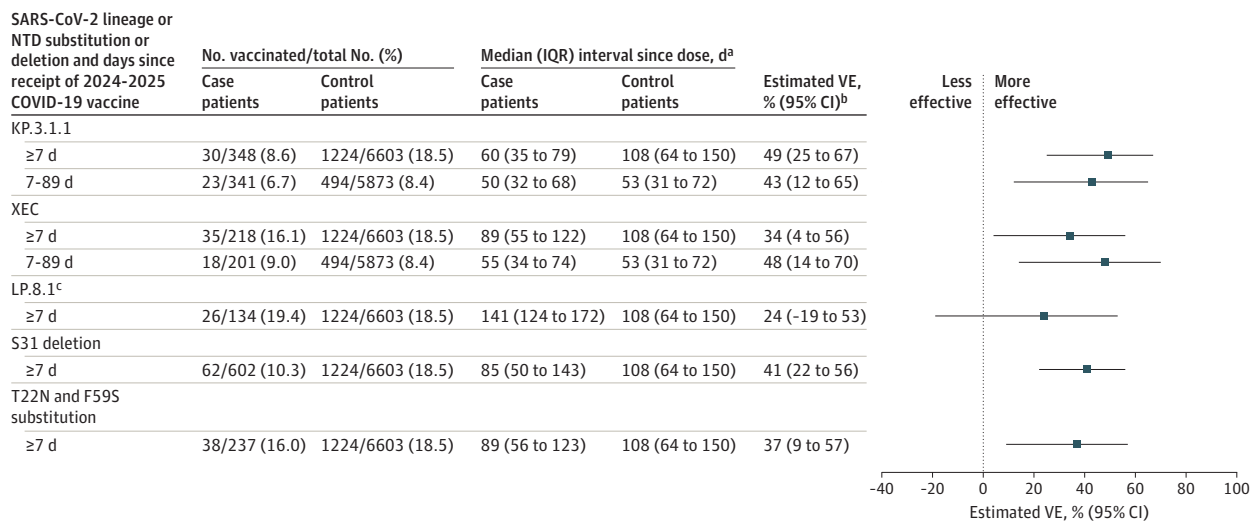 SARS-CoV-2 lineage or
NTD substitution or
deletion and days since
receipt of 2024-2025
COVID-19 vaccine
No. vaccinated/total No. (%)
Median (IQR) interval since dose, dᵃ
Case patients
Control patients
Case patients
Control patients
Estimated VE, % (95% CI)ᵇ
Less effective
More effective
KP.3.1.1
≥7 d 30/348 (8.6) 1224/6603 (18.5) 60 (35 to 79) 108 (64 to 150) 49 (25 to 67)
7-89 d 23/341 (6.7) 494/5873 (8.4) 50 (32 to 68) 53 (31 to 72) 43 (12 to 65)
XEC
≥7 d 35/218 (16.1) 1224/6603 (18.5) 89 (55 to 122) 108 (64 to 150) 34 (4 to 56)
7-89 d 18/201 (9.0) 494/5873 (8.4) 55 (34 to 74) 53 (31 to 72) 48 (14 to 70)
LP.8.1ᶜ
≥7 d 26/134 (19.4) 1224/6603 (18.5) 141 (124 to 172) 108 (64 to 150) 24 (-19 to 53)
S31 deletion
≥7 d 62/602 (10.3) 1224/6603 (18.5) 85 (50 to 143) 108 (64 to 150) 41 (22 to 56)
T22N and F59S
substitution
≥7 d 38/237 (16.0) 1224/6603 (18.5) 89 (56 to 123) 108 (64 to 150) 37 (9 to 57)
-40 -20 0 20 40 60 80 100
Estimated VE, % (95% CI)